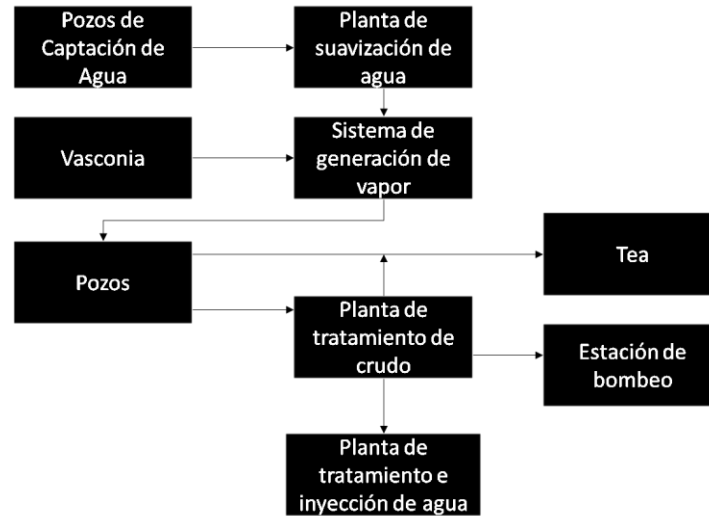 Pozos de
Captación de
Agua
Planta de
suavización de
agua
Vasconia
Sistema de
generación de
vapor
Pozos
Tea
Planta de
tratamiento de
crudo
Estación de
bombeo
Planta de
tratamiento e
inyección de agua